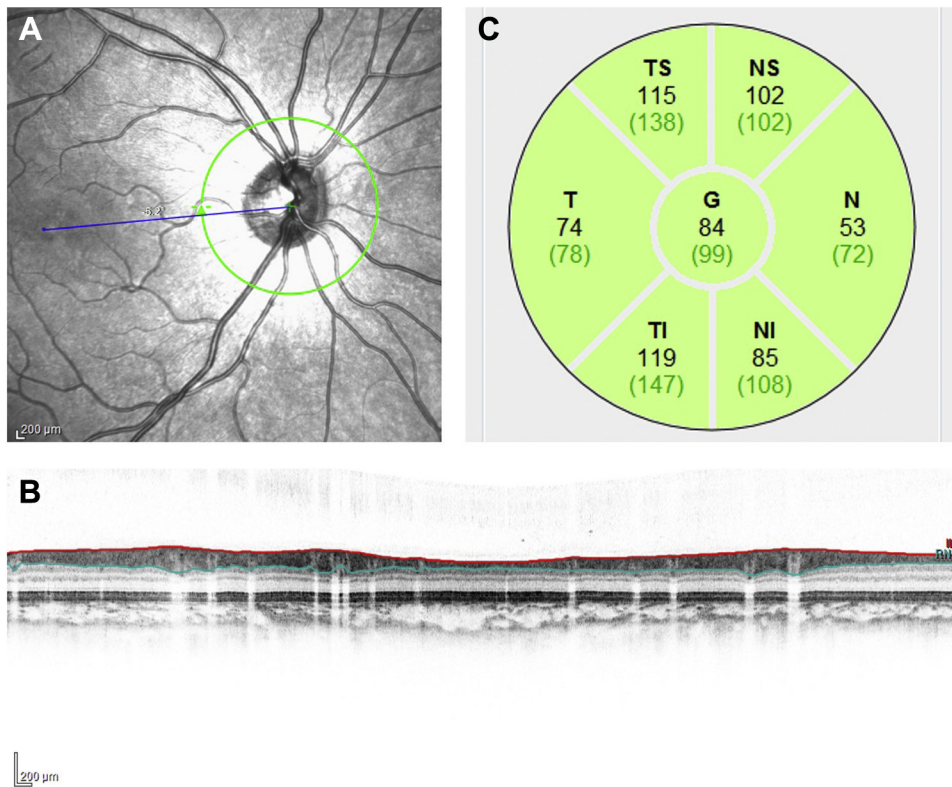 A
200 µm
C
TS
115
(138)
NS
102
(102)
T
74
(78)
G
84
(99)
N
53
(72)
TI
119
(147)
NI
85
(108)
B
200 µm